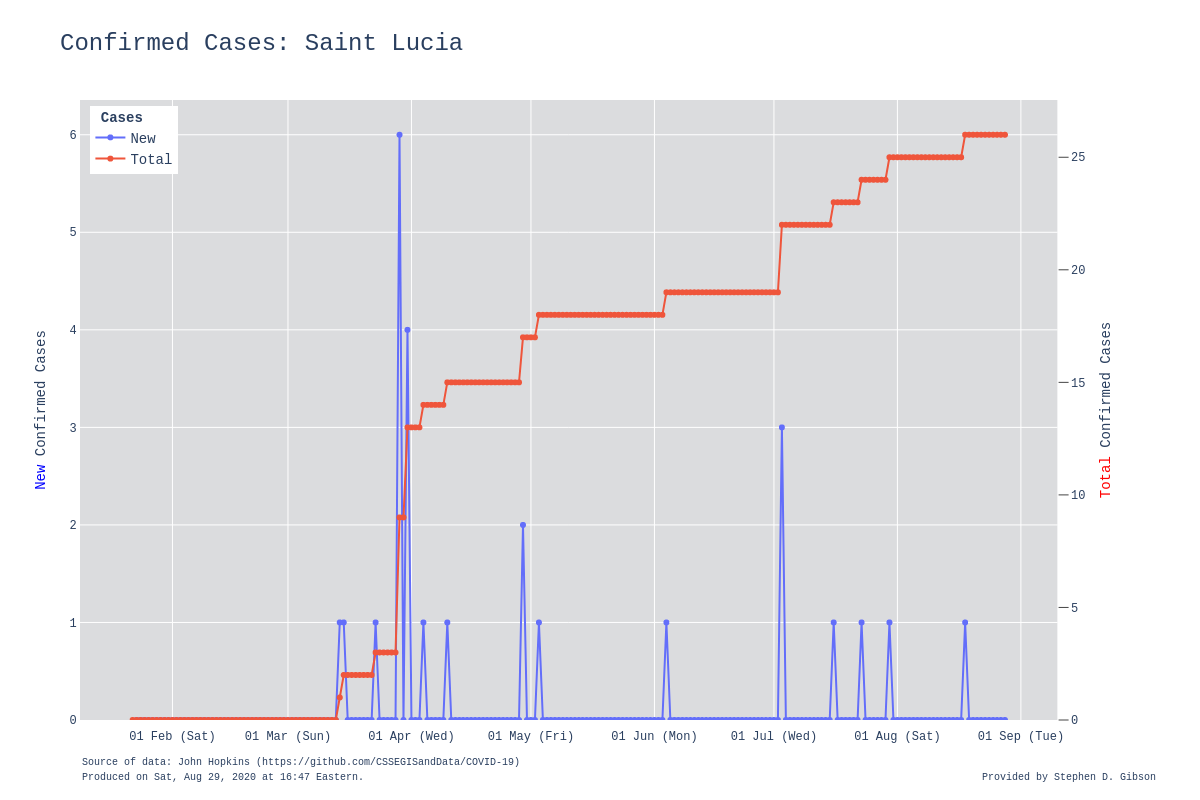 Confirmed Cases: Saint Lucia
Cases
New
Total
6
5
4
3
2
1
0
New Confirmed Cases
25
20
15
10
5
0
Total Confirmed Cases
01 Feb (Sat) 01 Mar (Sun) 01 Apr (Wed) 01 May (Fri) 01 Jun (Mon) 01 Jul (Wed) 01 Aug (Sat) 01 Sep (Tue)
Source of data: John Hopkins (https://github.com/CSSEGISandData/COVID-19)
Produced on Sat, Aug 29, 2020 at 16:47 Eastern.
Provided by Stephen D. Gibson